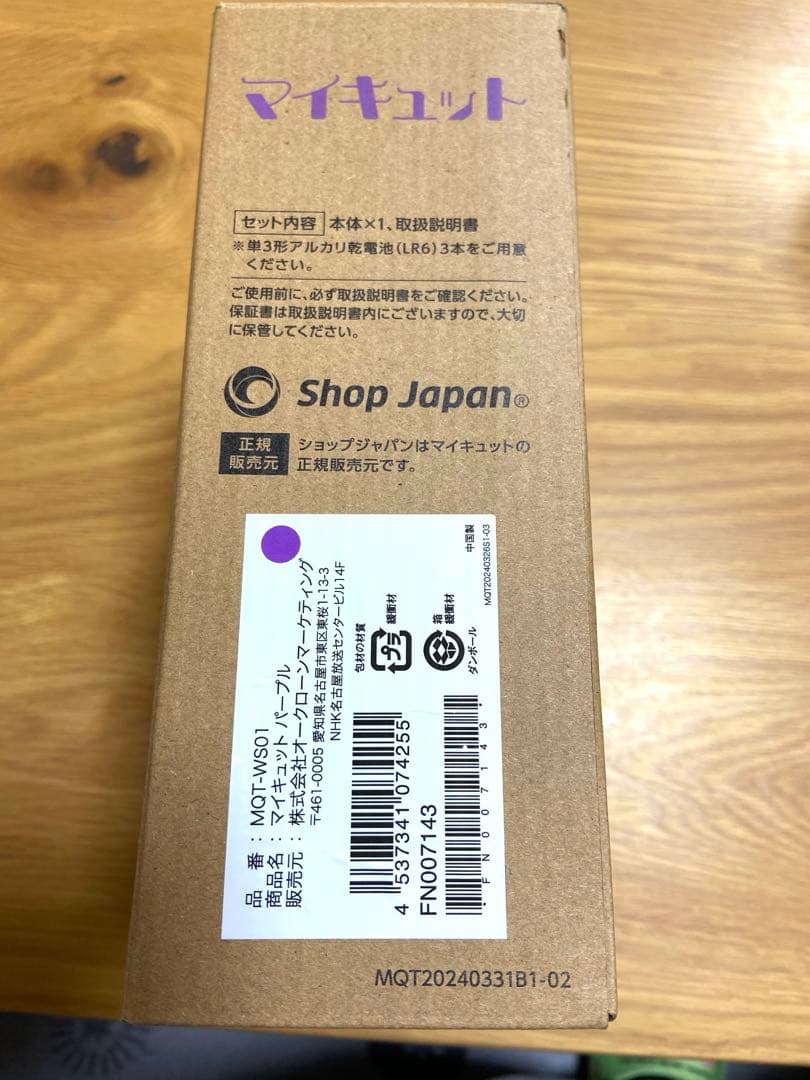 マイキュット
セット内容 本体×1、取扱説明書
※単3形アルカリ乾電池(LR6)3本をご用意
ください。
ご使用前に、必ず取扱説明書をご確認ください。
保証書は取扱説明書内にございますので、大切
に保管してください。
Shop Japan®
正規
販売元
ショップジャパンはマイキュットの
正規販売元です。
品　番：MQT-WS01
商品名：マイキュット パープル
販売元：株式会社オークローンマーケティング
〒461-0005 愛知県名古屋市東区東桜1-13-3
NHK名古屋放送センタービル14F
包材の材質
プラ
緩衝材
箱
緩衝材
ダンボール
4 537341 074255
FN007143
・FN007143・
中国製
MQT20240326S1-03
MQT20240331B1-02